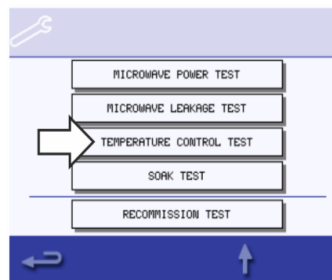 MICROWAVE POWER TEST
MICROWAVE LEAKAGE TEST
TEMPERATURE CONTROL TEST
SOAK TEST
RECOMMISSION TEST